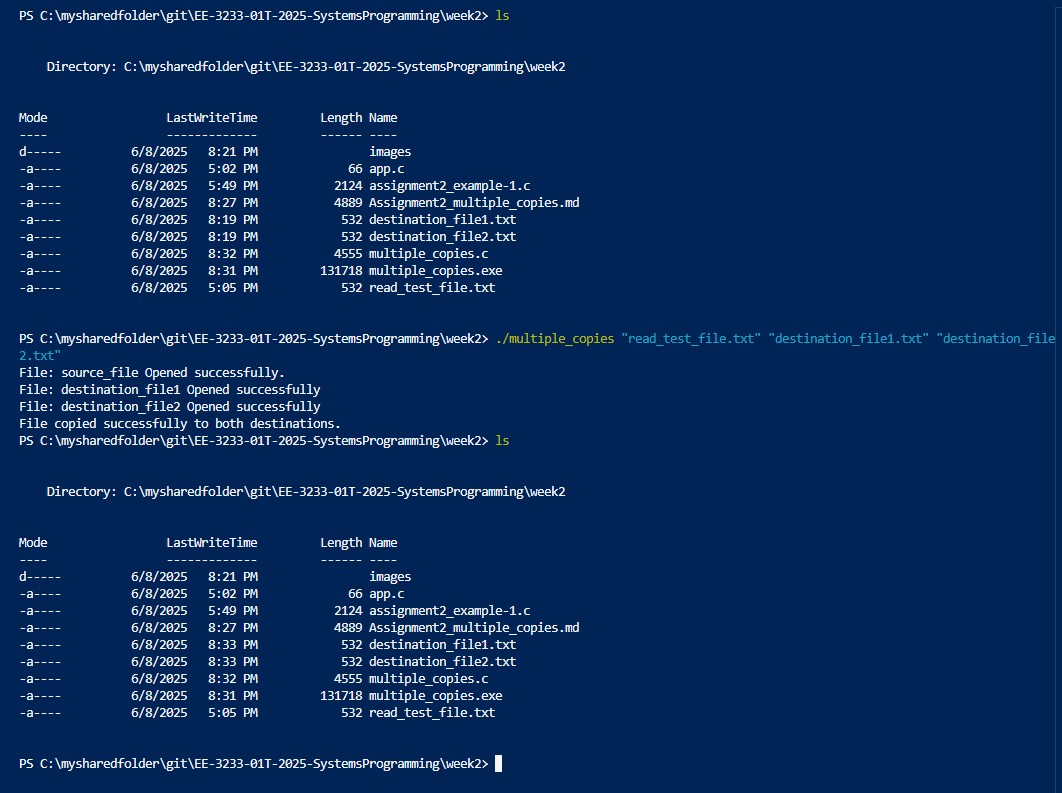 PS C:\mysharedfolder\git\EE-3233-01T-2025-SystemsProgramming\week2> ls
Directory: C:\mysharedfolder\git\EE-3233-01T-2025-SystemsProgramming\week2
Mode                 LastWriteTime         Length Name
----                 -------------         ------ ----
d-----          6/8/2025   8:21 PM                images
-a----          6/8/2025   5:02 PM             66 app.c
-a----          6/8/2025   5:49 PM           2124 assignment2_example-1.c
-a----          6/8/2025   8:27 PM           4889 Assignment2_multiple_copies.md
-a----          6/8/2025   8:19 PM            532 destination_file1.txt
-a----          6/8/2025   8:19 PM            532 destination_file2.txt
-a----          6/8/2025   8:32 PM           4555 multiple_copies.c
-a----          6/8/2025   8:31 PM         131718 multiple_copies.exe
-a----          6/8/2025   5:05 PM            532 read_test_file.txt
PS C:\mysharedfolder\git\EE-3233-01T-2025-SystemsProgramming\week2> ./multiple_copies "read_test_file.txt" "destination_file1.txt" "destination_file
2.txt"
File: source_file Opened successfully.
File: destination_file1 Opened successfully
File: destination_file2 Opened successfully
File copied successfully to both destinations.
PS C:\mysharedfolder\git\EE-3233-01T-2025-SystemsProgramming\week2> ls
Directory: C:\mysharedfolder\git\EE-3233-01T-2025-SystemsProgramming\week2
Mode                 LastWriteTime         Length Name
----                 -------------         ------ ----
d-----          6/8/2025   8:21 PM                images
-a----          6/8/2025   5:02 PM             66 app.c
-a----          6/8/2025   5:49 PM           2124 assignment2_example-1.c
-a----          6/8/2025   8:27 PM           4889 Assignment2_multiple_copies.md
-a----          6/8/2025   8:33 PM            532 destination_file1.txt
-a----          6/8/2025   8:33 PM            532 destination_file2.txt
-a----          6/8/2025   8:32 PM           4555 multiple_copies.c
-a----          6/8/2025   8:31 PM         131718 multiple_copies.exe
-a----          6/8/2025   5:05 PM            532 read_test_file.txt
PS C:\mysharedfolder\git\EE-3233-01T-2025-SystemsProgramming\week2>